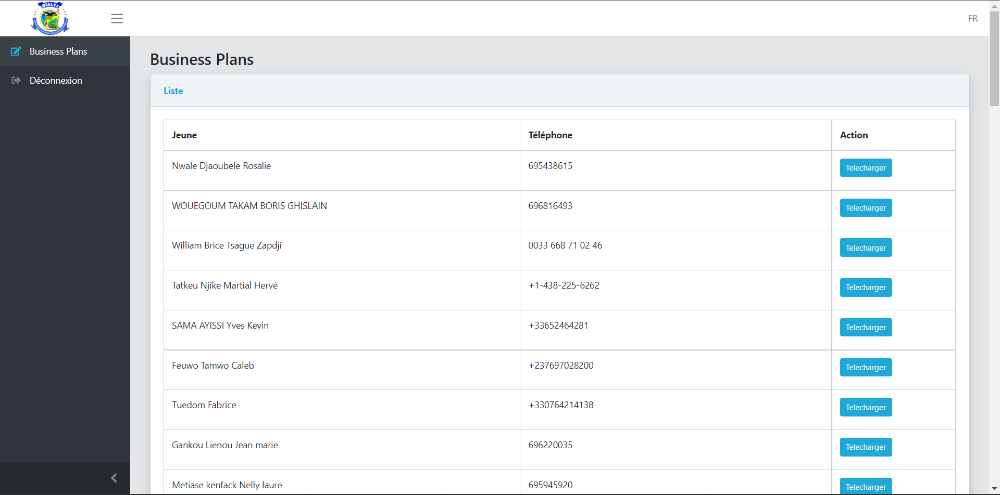 DIALYI
FR
Business Plans
Déconnexion
Business Plans
Liste
Jeune Téléphone Action
Nwale Djaoubele Rosalie 695438615 Telecharger
WOUEGOUM TAKAM BORIS GHISLAIN 696816493 Telecharger
William Brice Tsague Zapdji 0033 668 71 02 46 Telecharger
Tatkeu Njike Martial Hervé +1-438-225-6262 Telecharger
SAMA AYISSI Yves Kevin +33652464281 Telecharger
Feuwo Tamwo Caleb +237697028200 Telecharger
Tuedom Fabrice +330764214138 Telecharger
Gankou Lienou Jean marie 696220035 Telecharger
Metiase kenfack Nelly laure 695945920 Telecharger